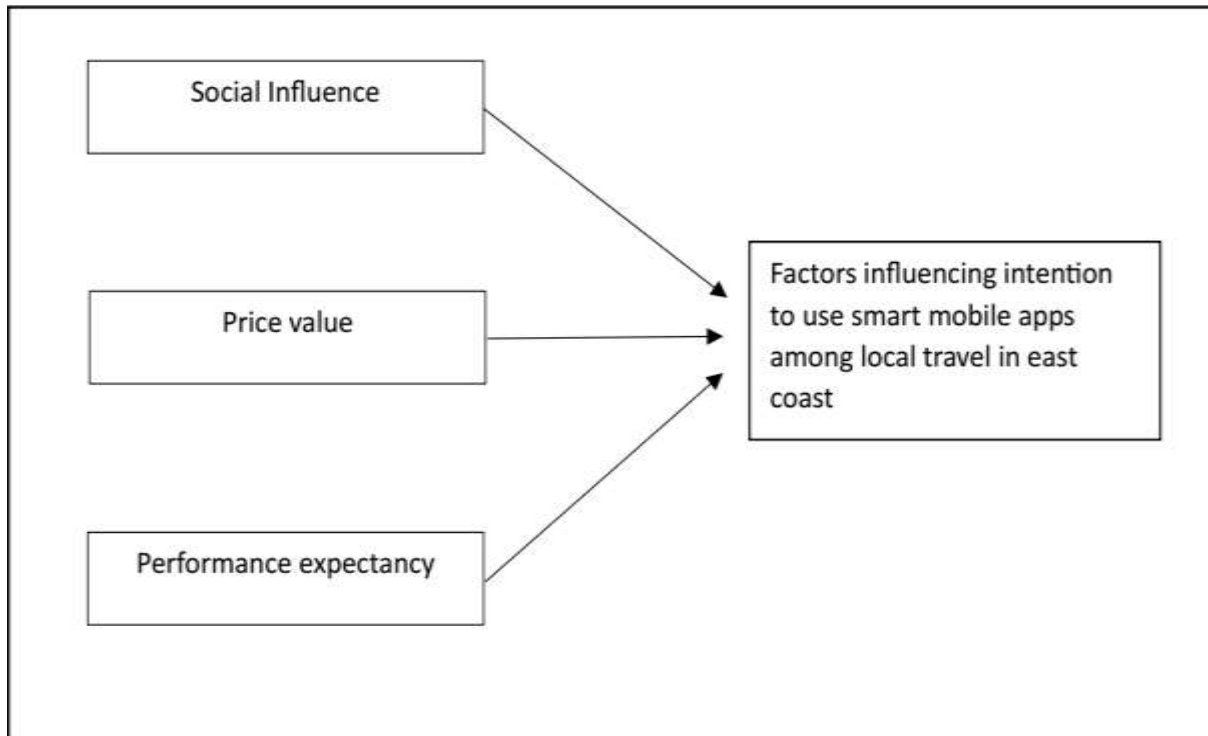 Social Influence
Price value
Performance expectancy
Factors influencing intention
to use smart mobile apps
among local travel in east
coast